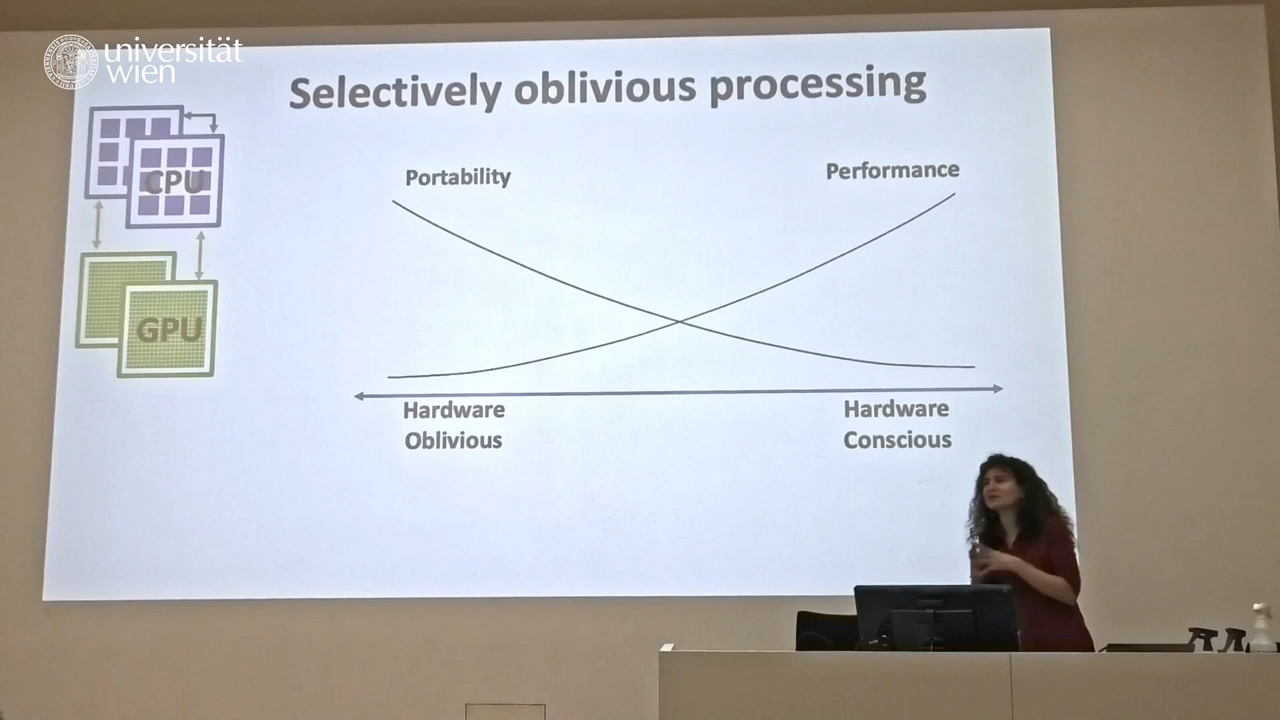 universität
wien
Selectively oblivious processing
CPU
GPU
Portability
Performance
Hardware
Oblivious
Hardware
Conscious